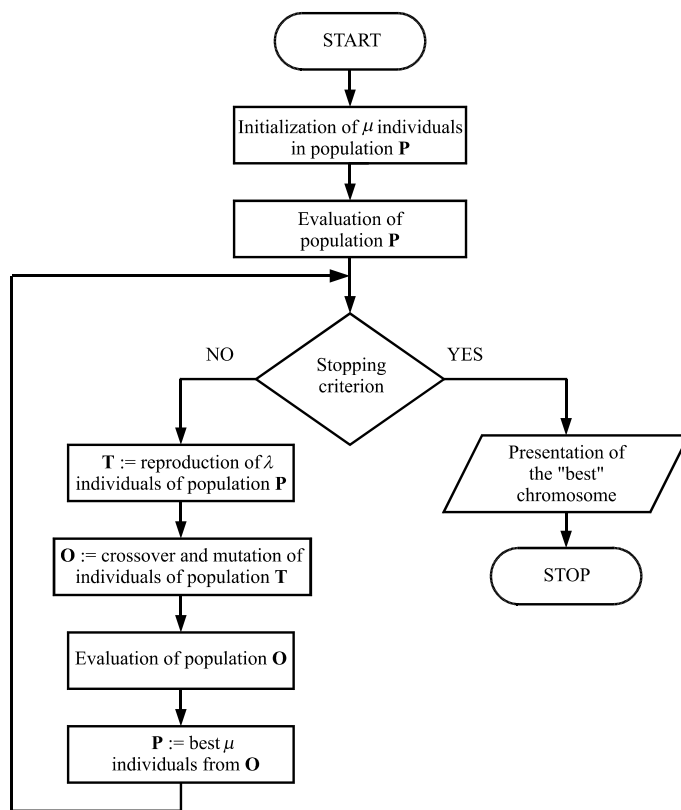 START
Initialization of μ individuals
in population P
Evaluation of
population P
NO
YES
Stopping
criterion
T := reproduction of λ
individuals of population P
Presentation of
the "best"
chromosome
O := crossover and mutation of
individuals of population T
STOP
Evaluation of population O
P := best μ
individuals from O